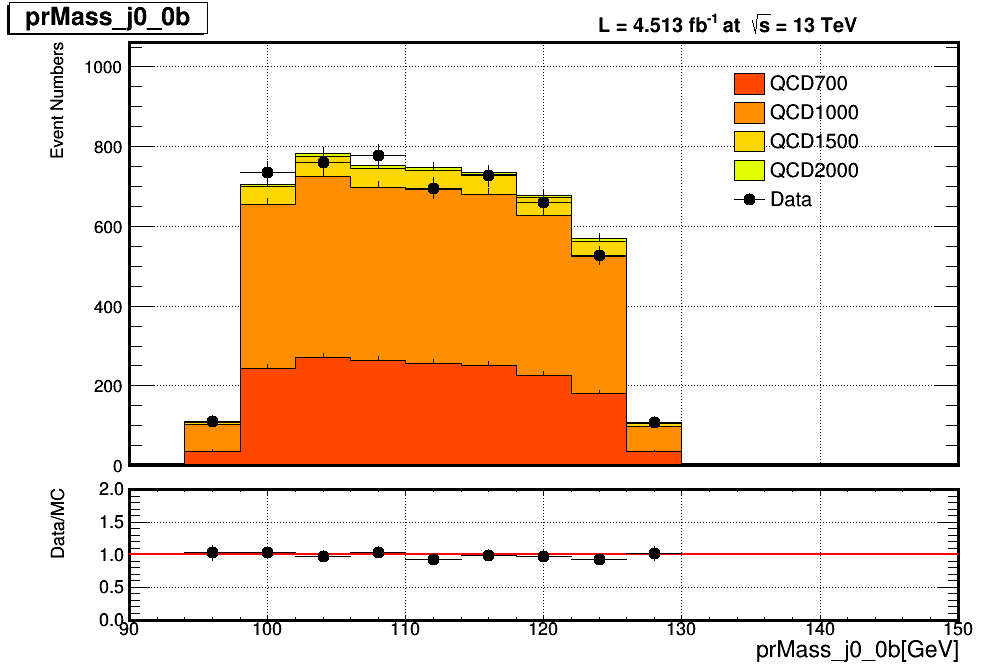 prMass_j0_0b
L = 4.513 fb⁻¹ at √s = 13 TeV
Event Numbers
1000
800
600
400
200
0
QCD700
QCD1000
QCD1500
QCD2000
Data
Data/MC
2.0
1.5
1.0
0.5
0.0
90 100 110 120 130 140 150
prMass_j0_0b[GeV]